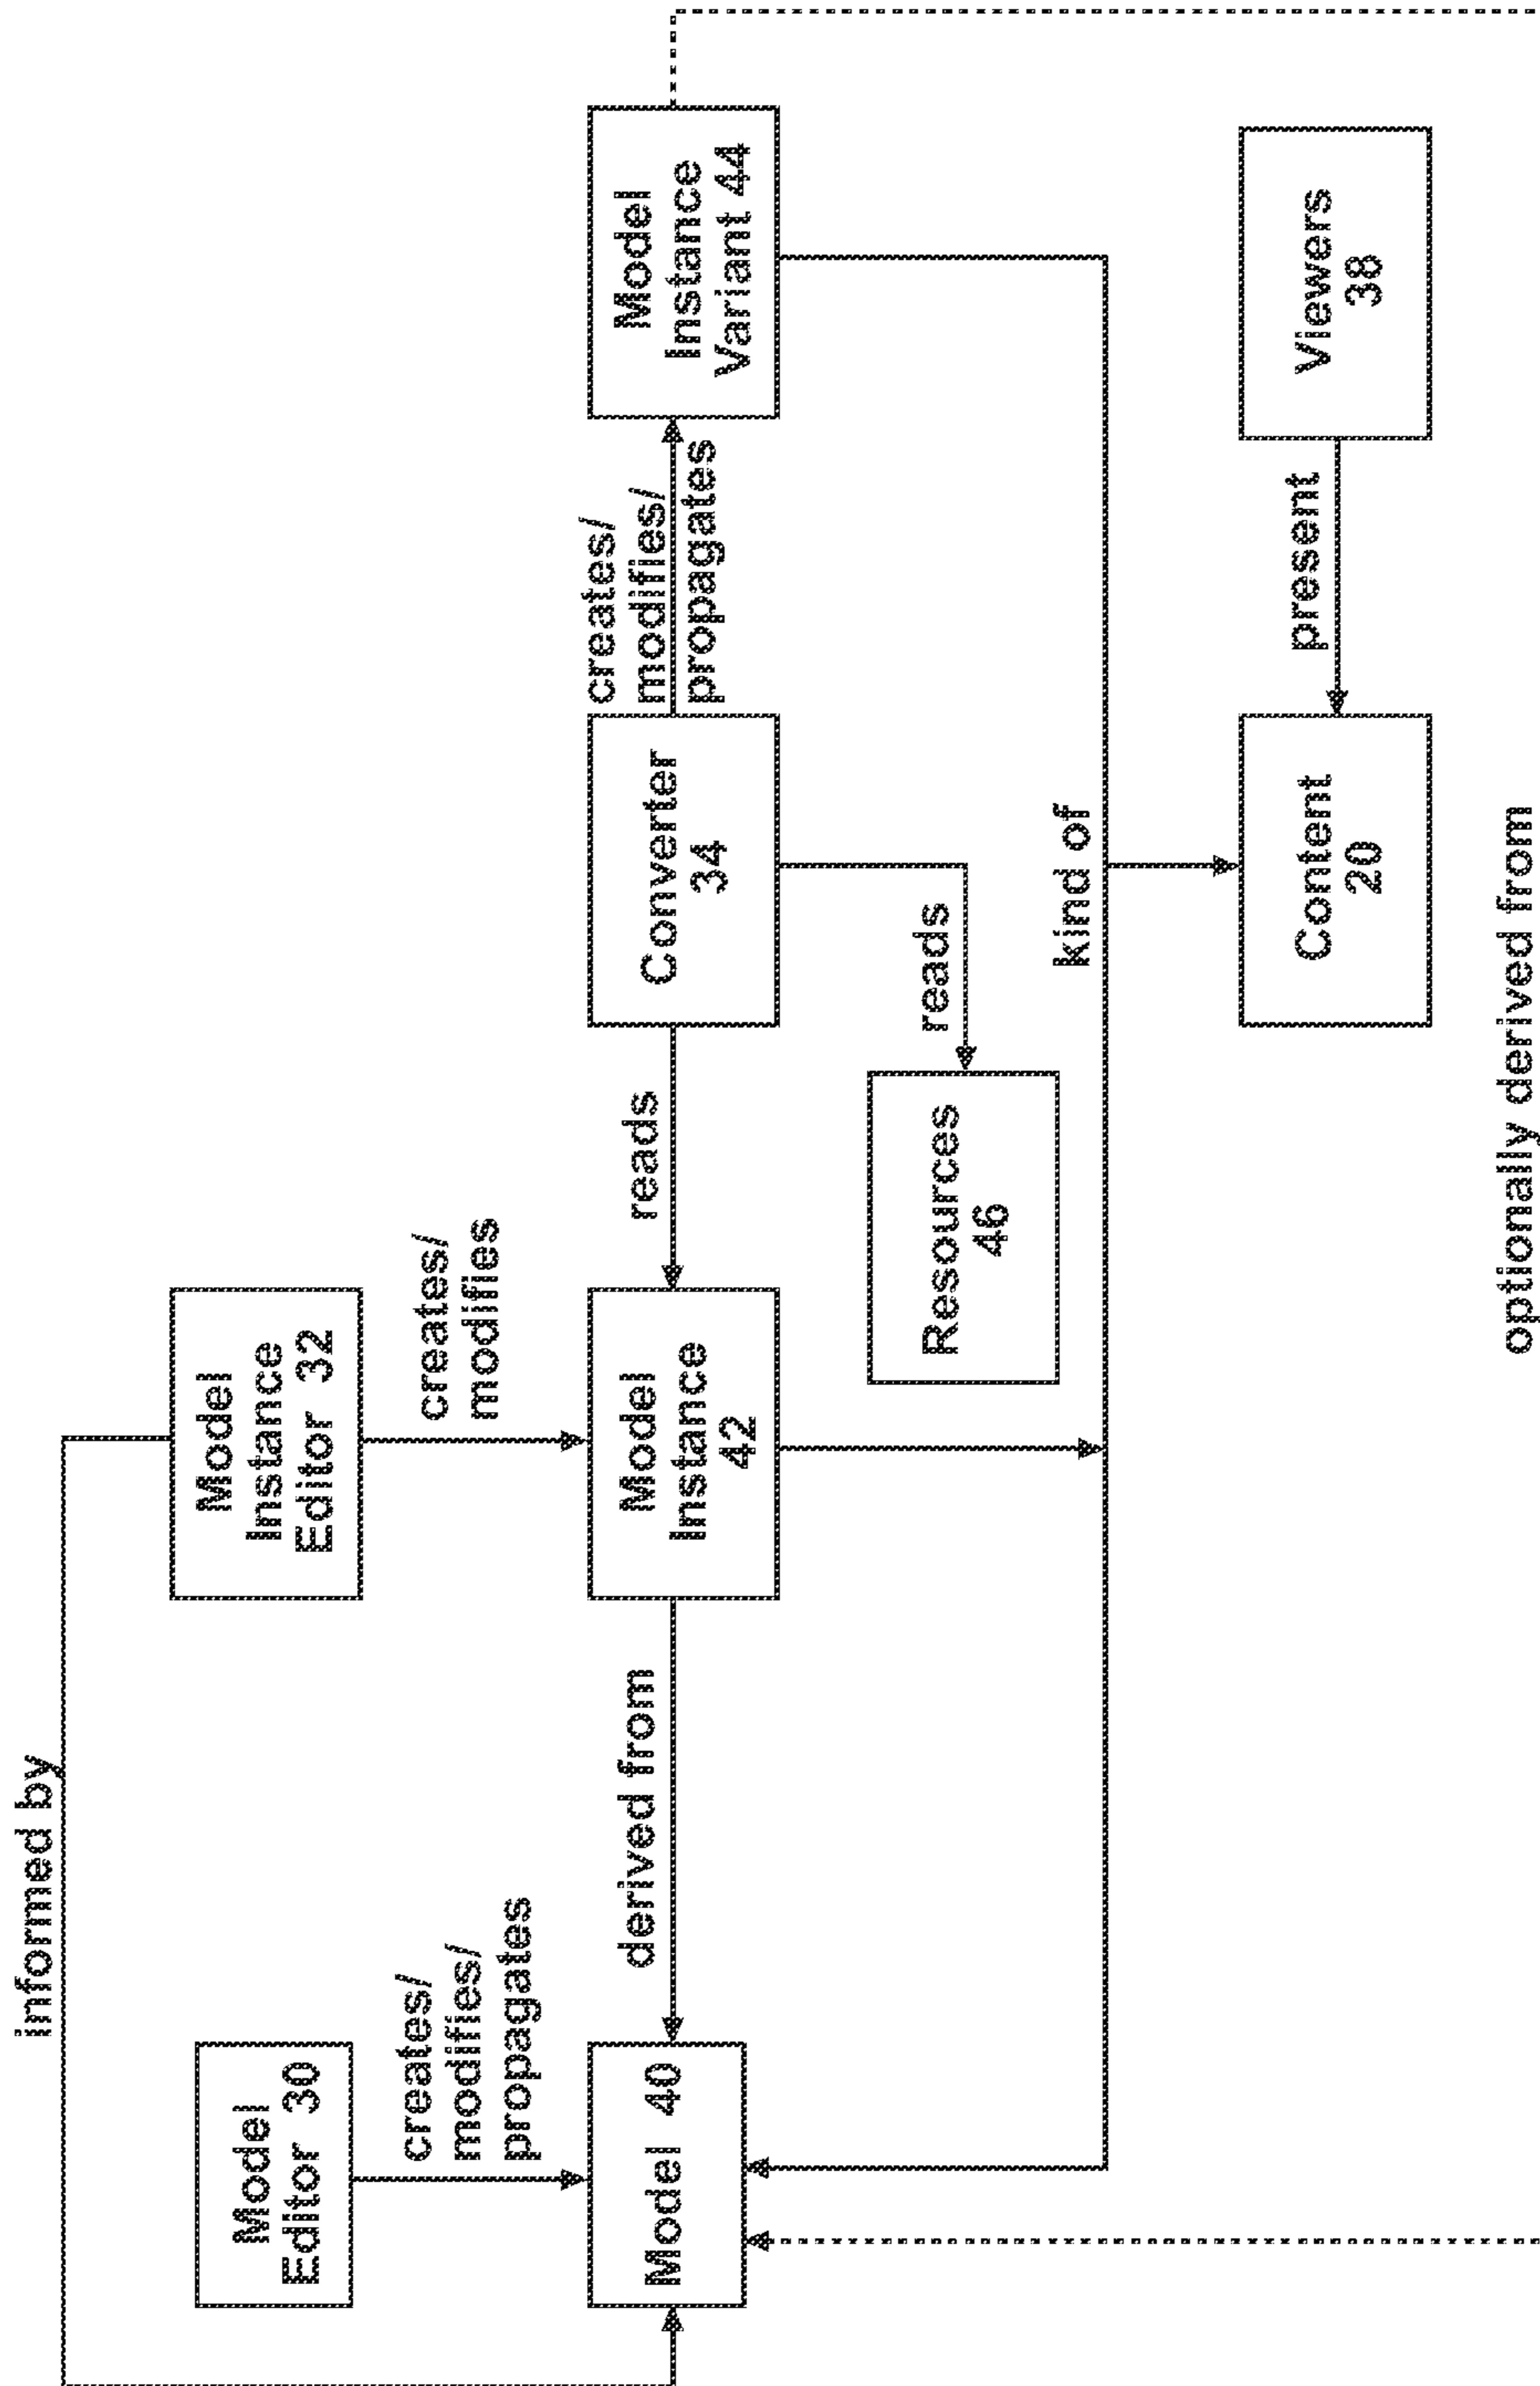 informed by
Model
Editor 30
Model
Instance
Editor 32
creates/
modifies/
propagates
creates/
modifies
Model 40
derived from
Model
Instance
42
reads
Converter
34
creates/
modifies/
propagates
Model
Instance
Variant 44
Resources
46
reads
kind of
Content
20
present
Viewers
38
optionally derived from